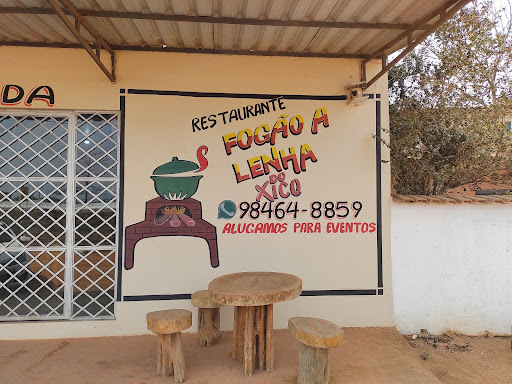 DA
RESTAURANTE
FOGÃO A
LENHA
DO
XICO
98464-8859
ALUGAMOS PARA EVENTOS